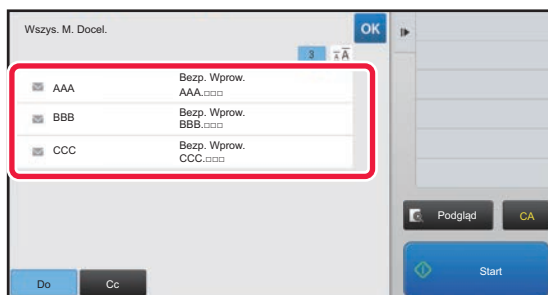 Wszys. M. Docel.
OK
3
AAA
Bezp. Wprow.
AAA.□□□
BBB
Bezp. Wprow.
BBB.□□□
CCC
Bezp. Wprow.
CCC.□□□
Podgląd
CA
Start
Do
Cc